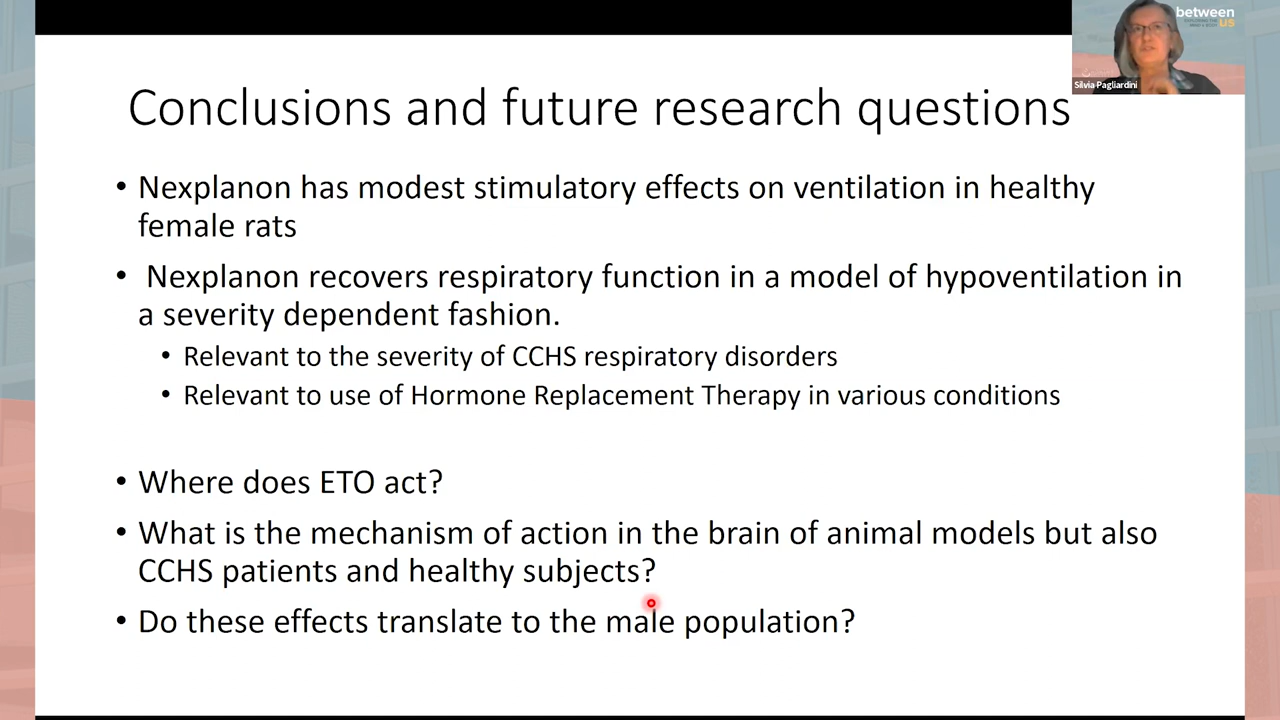 between
us
Silvia Pagliardini
Conclusions and future research questions
• Nexplanon has modest stimulatory effects on ventilation in healthy
female rats
• Nexplanon recovers respiratory function in a model of hypoventilation in
a severity dependent fashion.
• Relevant to the severity of CCHS respiratory disorders
• Relevant to use of Hormone Replacement Therapy in various conditions
• Where does ETO act?
• What is the mechanism of action in the brain of animal models but also
CCHS patients and healthy subjects?
• Do these effects translate to the male population?